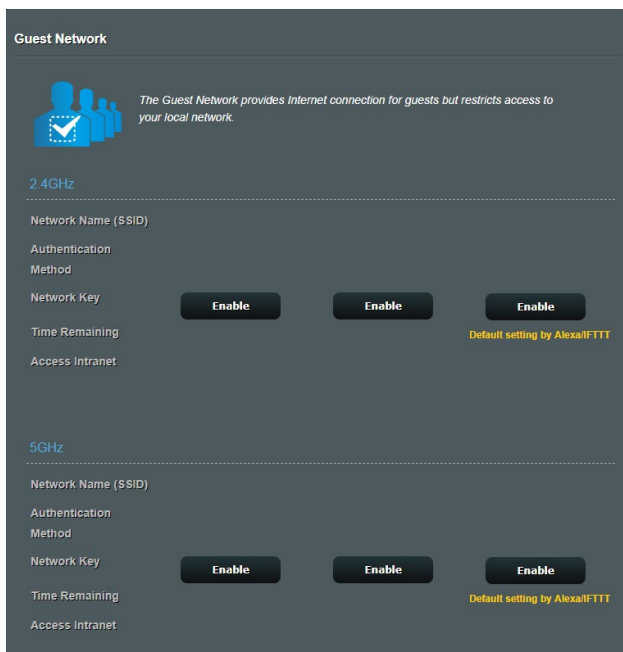 Guest Network
The Guest Network provides Internet connection for guests but restricts access to
your local network.
2.4GHz
Network Name (SSID)
Authentication
Method
Network Key
Enable Enable Enable
Time Remaining
Default setting by Alexa/IFTTT
Access Intranet
5GHz
Network Name (SSID)
Authentication
Method
Network Key
Enable Enable Enable
Time Remaining
Default setting by Alexa/IFTTT
Access Intranet